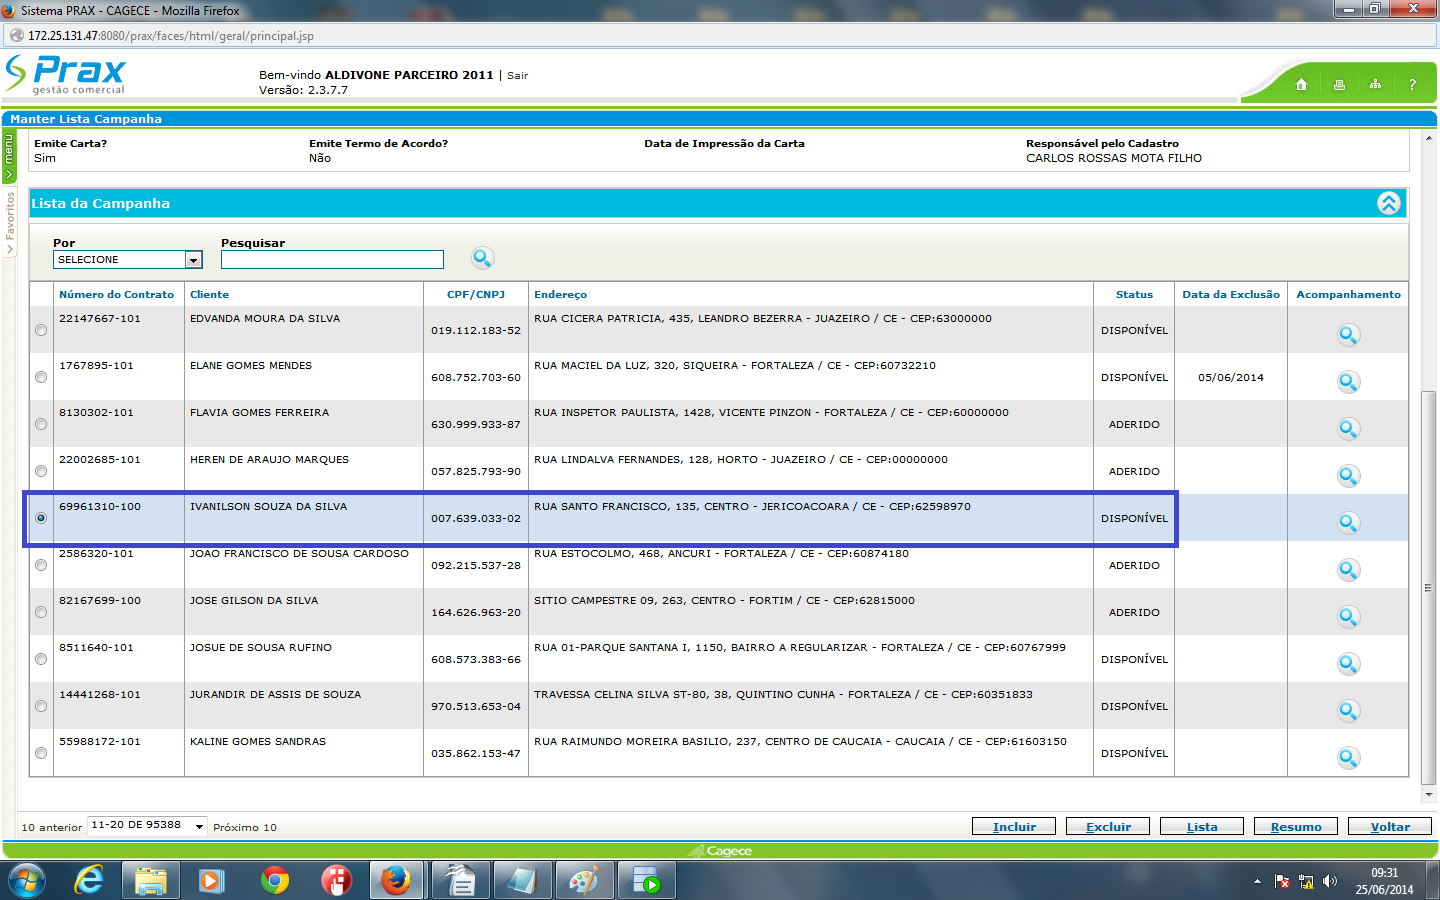 Sistema PRAX - CAGECE - Mozilla Firefox
172.25.131.47:8080/prax/faces/html/geral/principal.jsp
Prax
gestão comercial
Bem-vindo ALDIVONE PARCEIRO 2011 | Sair
Versão: 2.3.7.7
?
Manter Lista Campanha
menu
Favoritos
Emite Carta? Emite Termo de Acordo? Data de Impressão da Carta Responsável pelo Cadastro
Sim Não CARLOS ROSSAS MOTA FILHO
Lista da Campanha
Por Pesquisar
SELECIONE
Número do Contrato Cliente CPF/CNPJ Endereço Status Data da Exclusão Acompanhamento
22147667-101 EDVANDA MOURA DA SILVA 019.112.183-52 RUA CICERA PATRICIA, 435, LEANDRO BEZERRA - JUAZEIRO / CE - CEP:63000000 DISPONÍVEL
1767895-101 ELANE GOMES MENDES 608.752.703-60 RUA MACIEL DA LUZ, 320, SIQUEIRA - FORTALEZA / CE - CEP:60732210 DISPONÍVEL 05/06/2014
8130302-101 FLAVIA GOMES FERREIRA 630.999.933-87 RUA INSPETOR PAULISTA, 1428, VICENTE PINZON - FORTALEZA / CE - CEP:60000000 ADERIDO
22002685-101 HEREN DE ARAUJO MARQUES 057.825.793-90 RUA LINDALVA FERNANDES, 128, HORTO - JUAZEIRO / CE - CEP:00000000 ADERIDO
69961310-100 IVANILSON SOUZA DA SILVA 007.639.033-02 RUA SANTO FRANCISCO, 135, CENTRO - JERICOACOARA / CE - CEP:62598970 DISPONÍVEL
2586320-101 JOAO FRANCISCO DE SOUSA CARDOSO 092.215.537-28 RUA ESTOCOLMO, 468, ANCURI - FORTALEZA / CE - CEP:60874180 ADERIDO
82167699-100 JOSE GILSON DA SILVA 164.626.963-20 SITIO CAMPESTRE 09, 263, CENTRO - FORTIM / CE - CEP:62815000 ADERIDO
8511640-101 JOSUE DE SOUSA RUFINO 608.573.383-66 RUA 01-PARQUE SANTANA I, 1150, BAIRRO A REGULARIZAR - FORTALEZA / CE - CEP:60767999 DISPONÍVEL
14441268-101 JURANDIR DE ASSIS DE SOUZA 970.513.653-04 TRAVESSA CELINA SILVA ST-80, 38, QUINTINO CUNHA - FORTALEZA / CE - CEP:60351833 DISPONÍVEL
55988172-101 KALINE GOMES SANDRAS 035.862.153-47 RUA RAIMUNDO MOREIRA BASILIO, 237, CENTRO DE CAUCAIA - CAUCAIA / CE - CEP:61603150 DISPONÍVEL
10 anterior 11-20 DE 95388 Próximo 10 Incluir Excluir Lista Resumo Voltar
Cagece
09:31
25/06/2014